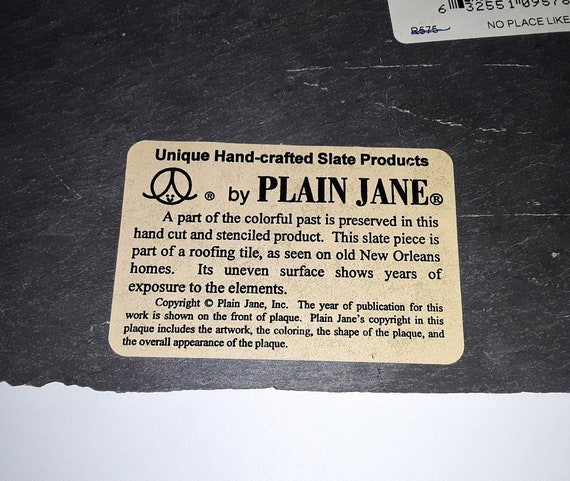 6 32551 09576
R575
NO PLACE LIKE
Unique Hand-crafted Slate Products
® by PLAIN JANE®
A part of the colorful past is preserved in this
hand cut and stenciled product. This slate piece is
part of a roofing tile, as seen on old New Orleans
homes. Its uneven surface shows years of
exposure to the elements.
Copyright © Plain Jane, Inc. The year of publication for this
work is shown on the front of plaque. Plain Jane's copyright in this
plaque includes the artwork, the coloring, the shape of the plaque, and
the overall appearance of the plaque.